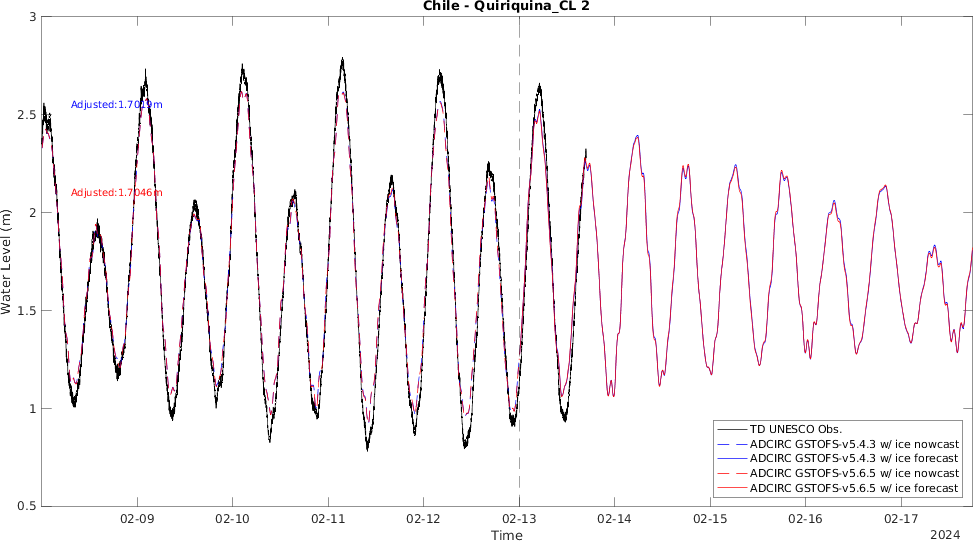 Chile - Quiriquina_CL 2
3
2.5
2
1.5
1
0.5
Water Level (m)
Adjusted:1.7019m
Adjusted:1.7046m
TD UNESCO Obs.
ADCIRC GSTOFS-v5.4.3 w/ ice nowcast
ADCIRC GSTOFS-v5.4.3 w/ ice forecast
ADCIRC GSTOFS-v5.6.5 w/ ice nowcast
ADCIRC GSTOFS-v5.6.5 w/ ice forecast
02-09 02-10 02-11 02-12 02-13 02-14 02-15 02-16 02-17
Time
2024